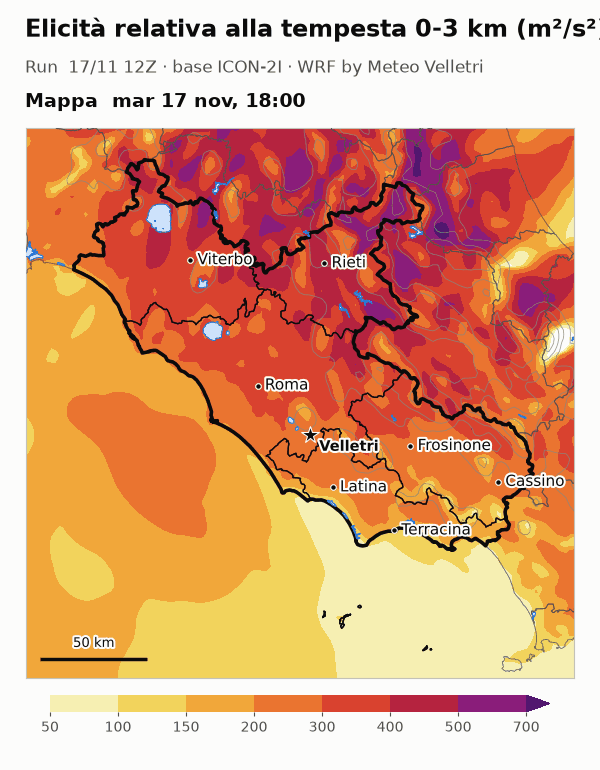 Elicità relativa alla tempesta 0-3 km (m²/s²)
Run 17/11 12Z · base ICON-2I · WRF by Meteo Velletri
Mappa mar 17 nov, 18:00
Viterbo
Rieti
Roma
Velletri
Frosinone
Cassino
Latina
Terracina
50 km
50 100 150 200 300 400 500 700